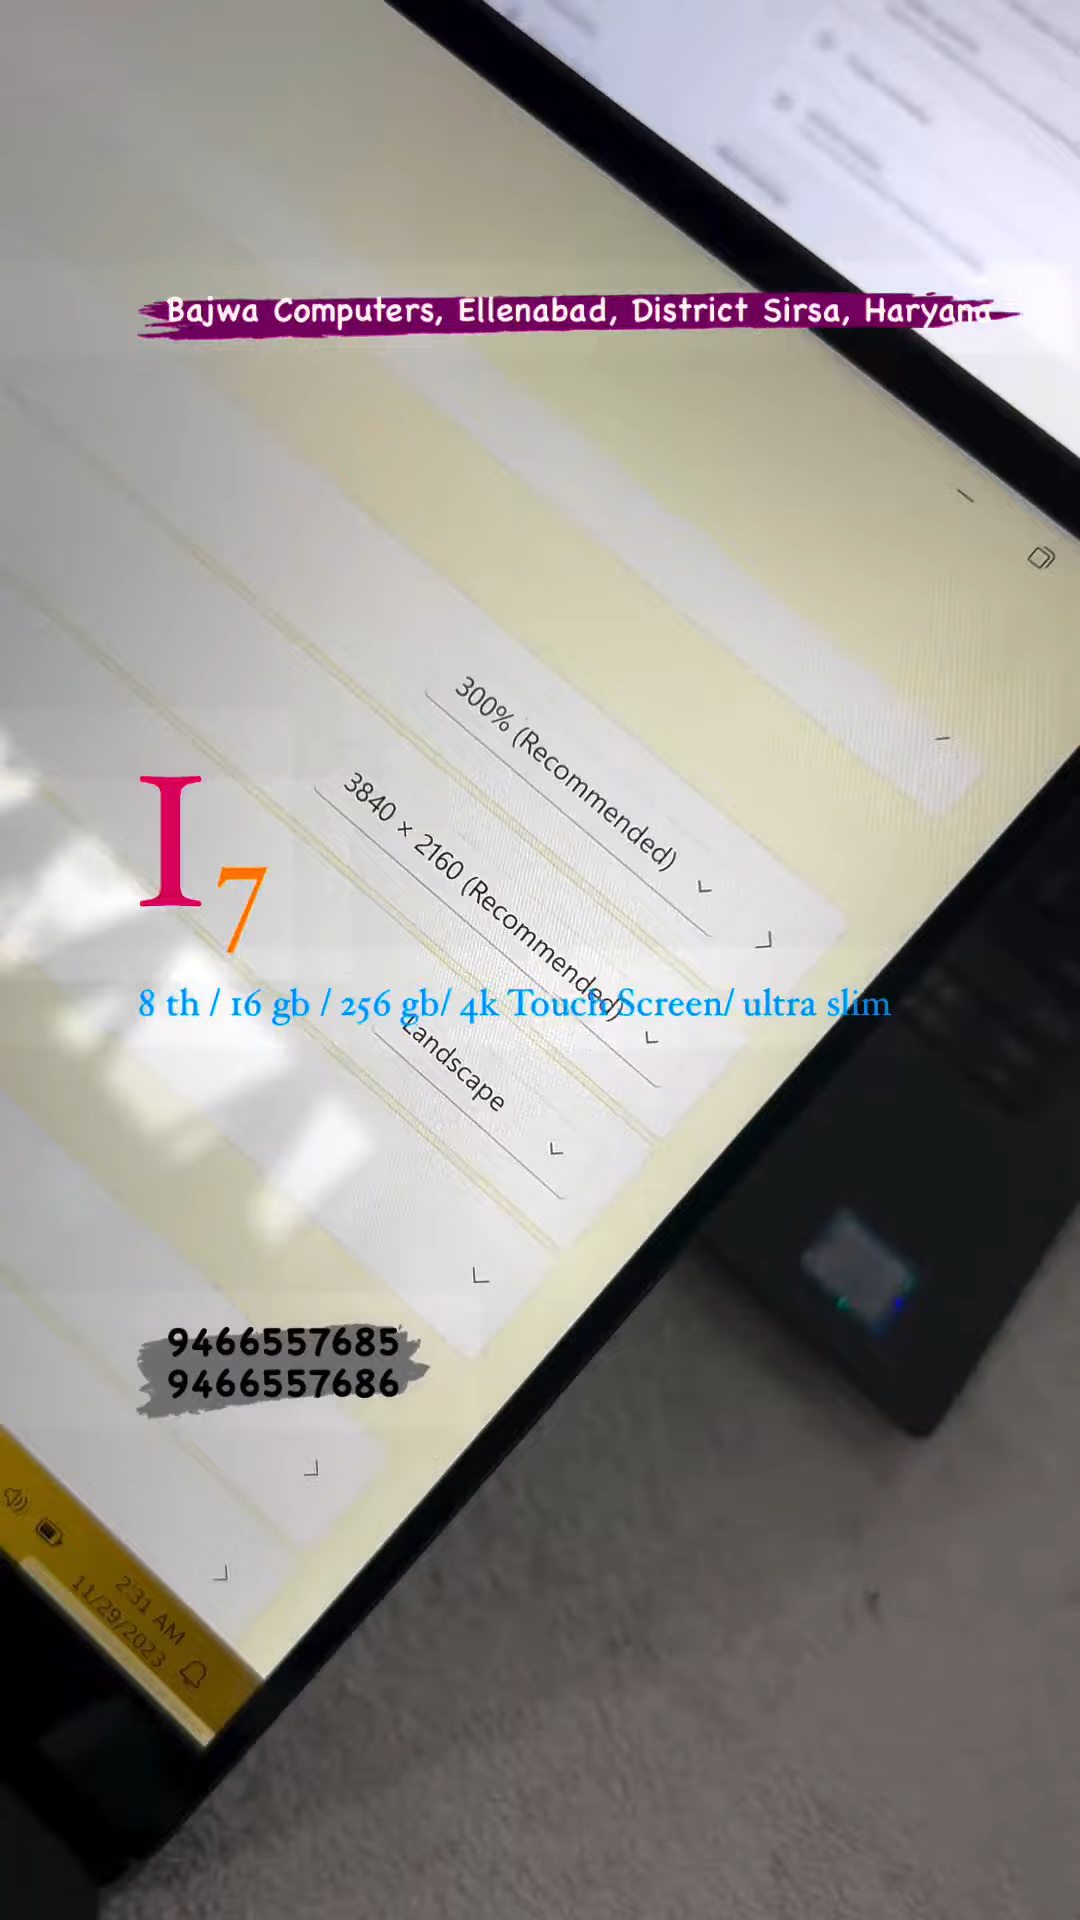 Bajwa Computers, Ellenabad, District Sirsa, Haryana
300% (Recommended)
3840 × 2160 (Recommended)
Landscape
I7
8 th / 16 gb / 256 gb/ 4k Touch Screen/ ultra slim
9466557685
9466557686
2:31 AM
11/29/2023